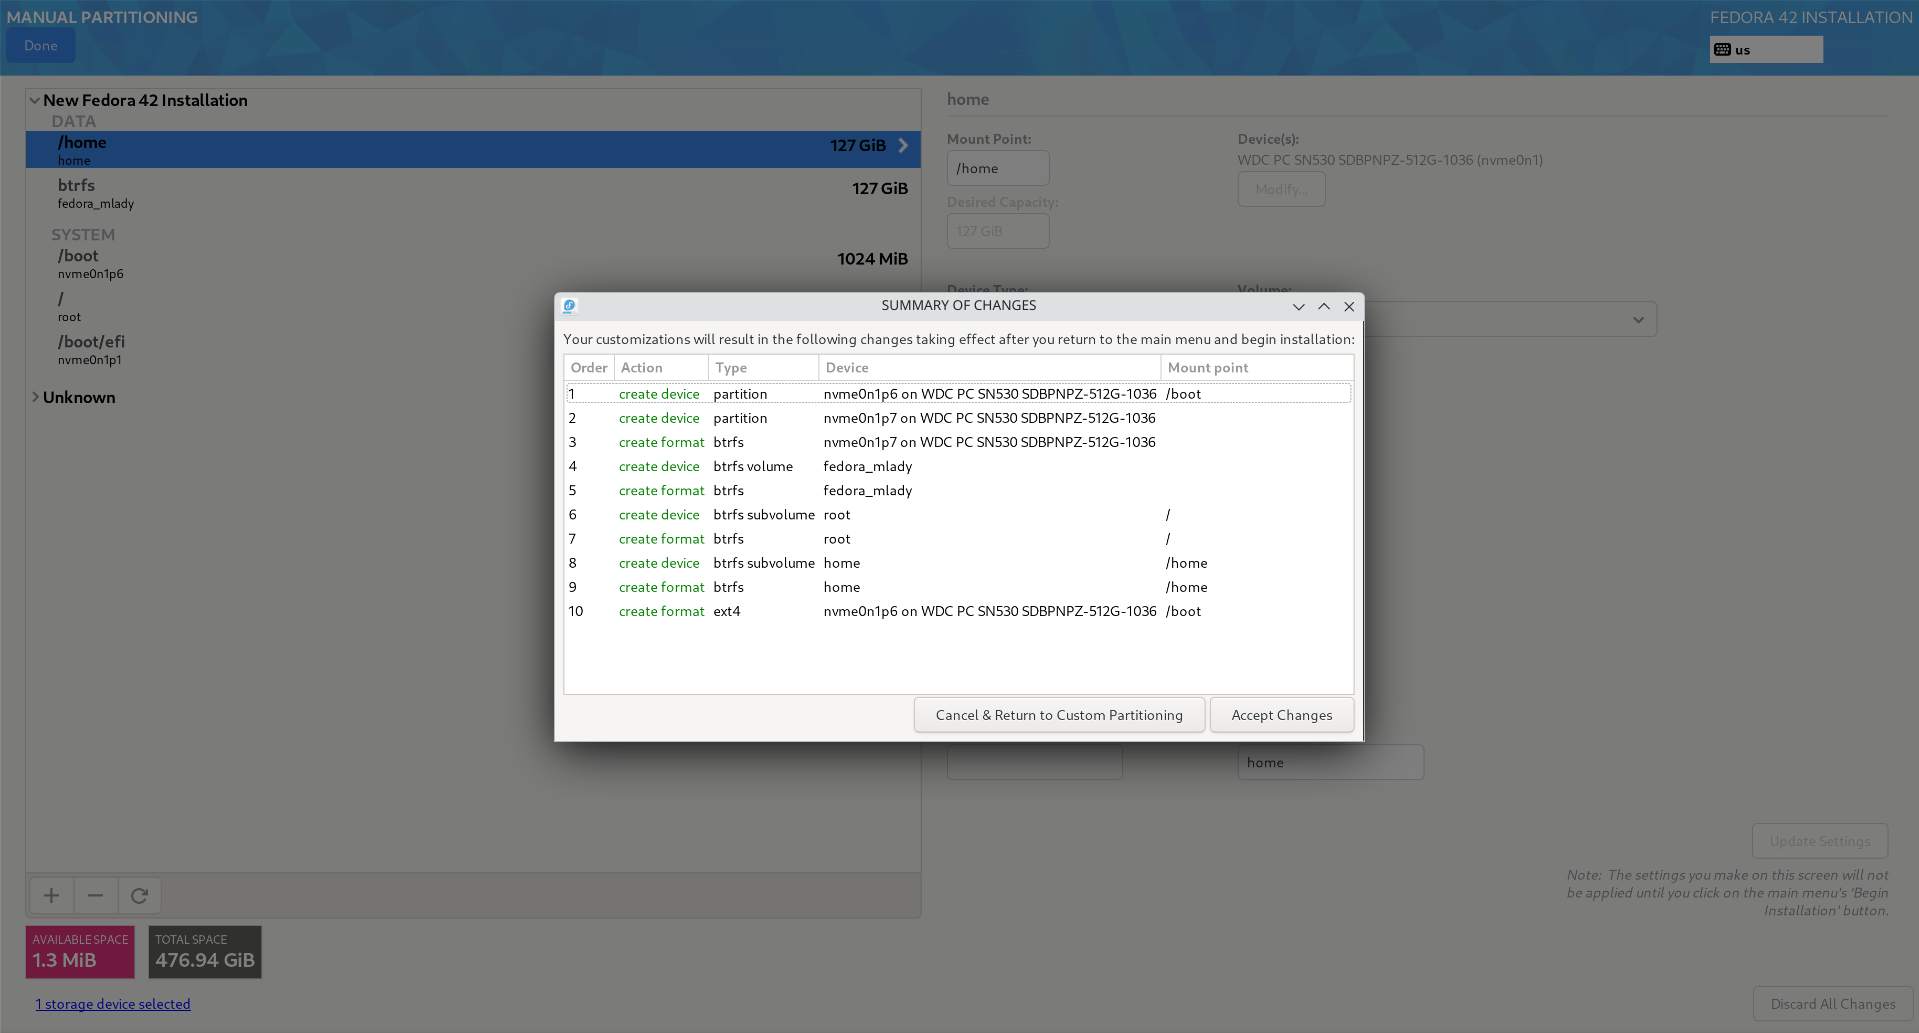 MANUAL PARTITIONING
FEDORA 42 INSTALLATION
Done
us
New Fedora 42 Installation
DATA
/home
127 GiB
home
btrfs
127 GiB
fedora_mlady
SYSTEM
/boot
1024 MiB
nvme0n1p6
/
root
/boot/efi
nvme0n1p1
Unknown
home
Mount Point:
Device(s):
/home
WDC PC SN530 SDBPNPZ-512G-1036 (nvme0n1)
Modify...
Desired Capacity:
127 GiB
Device Type:
Volume:
SUMMARY OF CHANGES
Your customizations will result in the following changes taking effect after you return to the main menu and begin installation:
Order Action Type Device Mount point
1 create device partition nvme0n1p6 on WDC PC SN530 SDBPNPZ-512G-1036 /boot
2 create device partition nvme0n1p7 on WDC PC SN530 SDBPNPZ-512G-1036
3 create format btrfs nvme0n1p7 on WDC PC SN530 SDBPNPZ-512G-1036
4 create device btrfs volume fedora_mlady
5 create format btrfs fedora_mlady
6 create device btrfs subvolume root /
7 create format btrfs root /
8 create device btrfs subvolume home /home
9 create format btrfs home /home
10 create format ext4 nvme0n1p6 on WDC PC SN530 SDBPNPZ-512G-1036 /boot
Cancel & Return to Custom Partitioning
Accept Changes
home
Update Settings
Note: The settings you make on this screen will not
be applied until you click on the main menu's 'Begin
Installation' button.
AVAILABLE SPACE
1.3 MiB
TOTAL SPACE
476.94 GiB
1 storage device selected
Discard All Changes